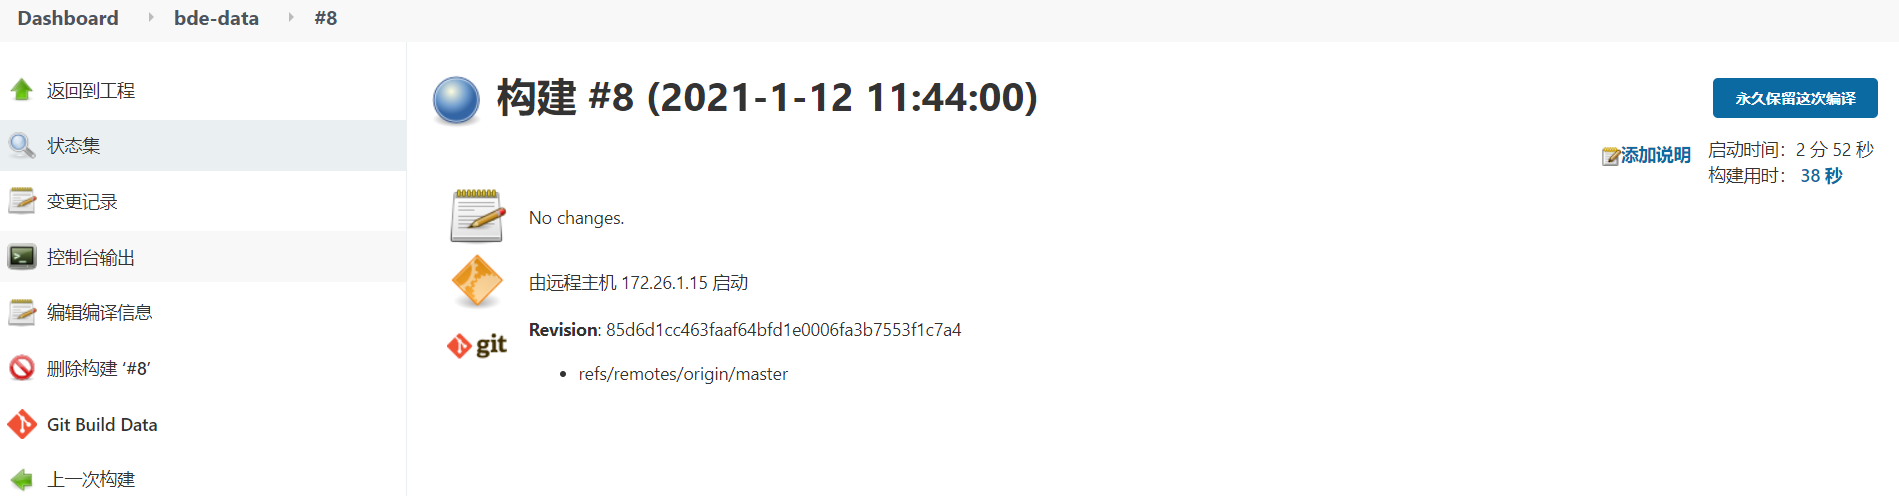 Dashboard bde-data #8
返回到工程
状态集
变更记录
控制台输出
编辑编译信息
删除构建 ‘#8’
Git Build Data
上一次构建
构建 #8 (2021-1-12 11:44:00)
永久保留这次编译
添加说明
启动时间：2 分 52 秒
构建用时： 38 秒
No changes.
由远程主机 172.26.1.15 启动
git
Revision: 85d6d1cc463faaf64bfd1e0006fa3b7553f1c7a4
• refs/remotes/origin/master